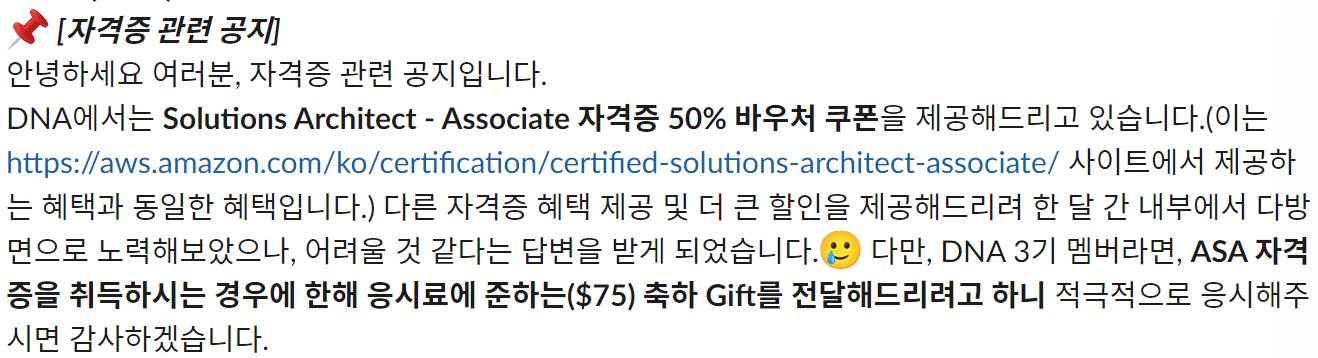 📌 [자격증 관련 공지]
안녕하세요 여러분, 자격증 관련 공지입니다.
DNA에서는 Solutions Architect - Associate 자격증 50% 바우처 쿠폰을 제공해드리고 있습니다.(이는
https://aws.amazon.com/ko/certification/certified-solutions-architect-associate/ 사이트에서 제공하
는 혜택과 동일한 혜택입니다.) 다른 자격증 혜택 제공 및 더 큰 할인을 제공해드리려 한 달 간 내부에서 다방
면으로 노력해보았으나, 어려울 것 같다는 답변을 받게 되었습니다.🥲 다만, DNA 3기 멤버라면, ASA 자격
증을 취득하시는 경우에 한해 응시료에 준하는($75) 축하 Gift를 전달해드리려고 하니 적극적으로 응시해주
시면 감사하겠습니다.